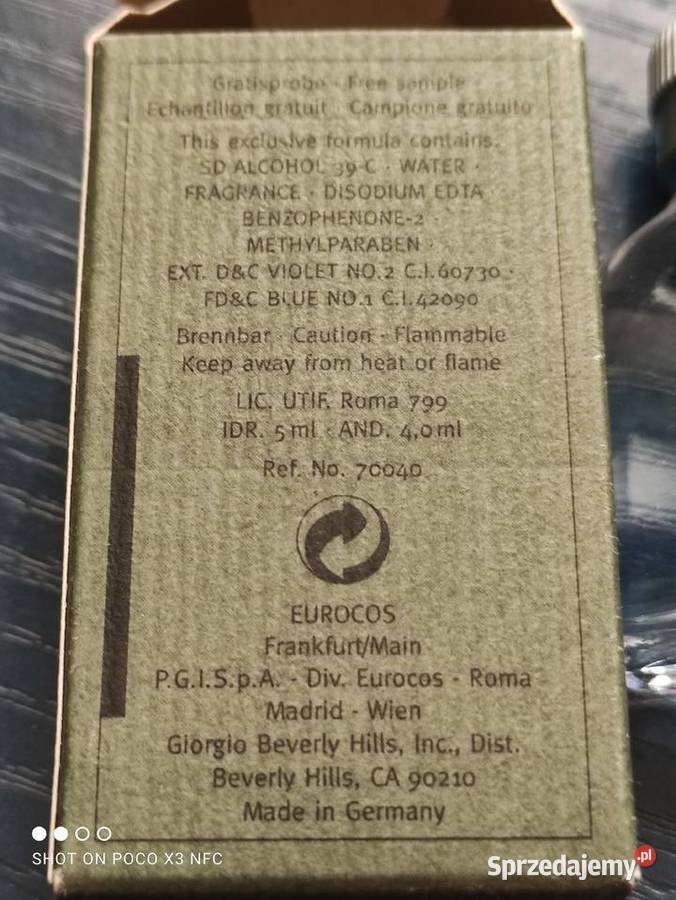 Gratisprobe · Free sample
Echantillon gratuit · Campione gratuito
This exclusive formula contains:
SD ALCOHOL 39-C · WATER ·
FRAGRANCE · DISODIUM EDTA
BENZOPHENONE-2 ·
METHYLPARABEN ·
EXT. D&C VIOLET NO.2 C.I.60730 ·
FD&C BLUE NO.1 C.I.42090
Brennbar · Caution - Flammable
Keep away from heat or flame
LIC. UTIF. Roma 799
IDR. 5 ml · AND. 4,0 ml
Ref. No. 70040
EUROCOS
Frankfurt/Main
P.G.I.S.p.A. - Div. Eurocos - Roma
Madrid - Wien
Giorgio Beverly Hills, Inc., Dist.
Beverly Hills, CA 90210
Made in Germany
SHOT ON POCO X3 NFC
Sprzedajemy.pl